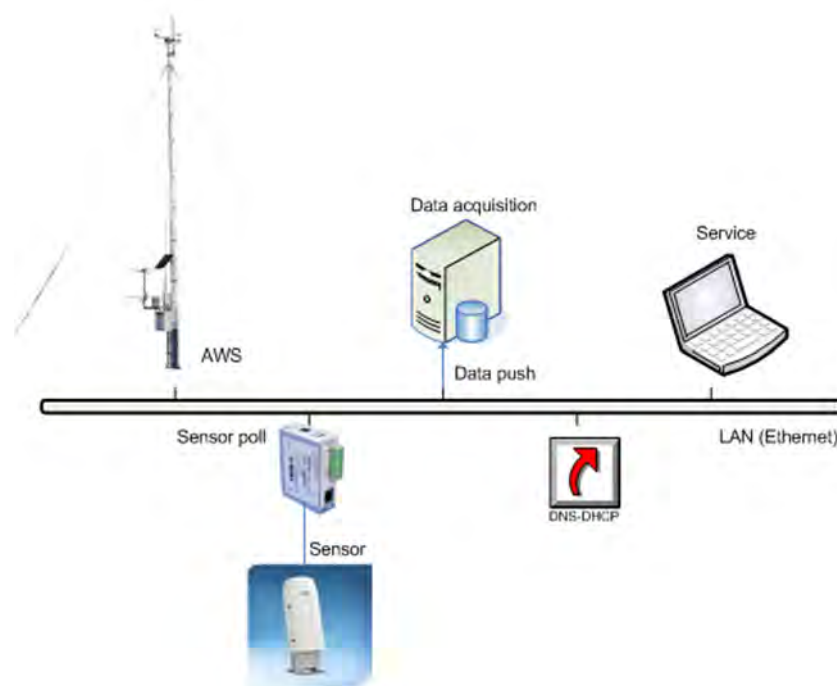 Data acquisition
Service
AWS
Data push
Sensor poll
LAN (Ethernet)
DNS-DHCP
Sensor